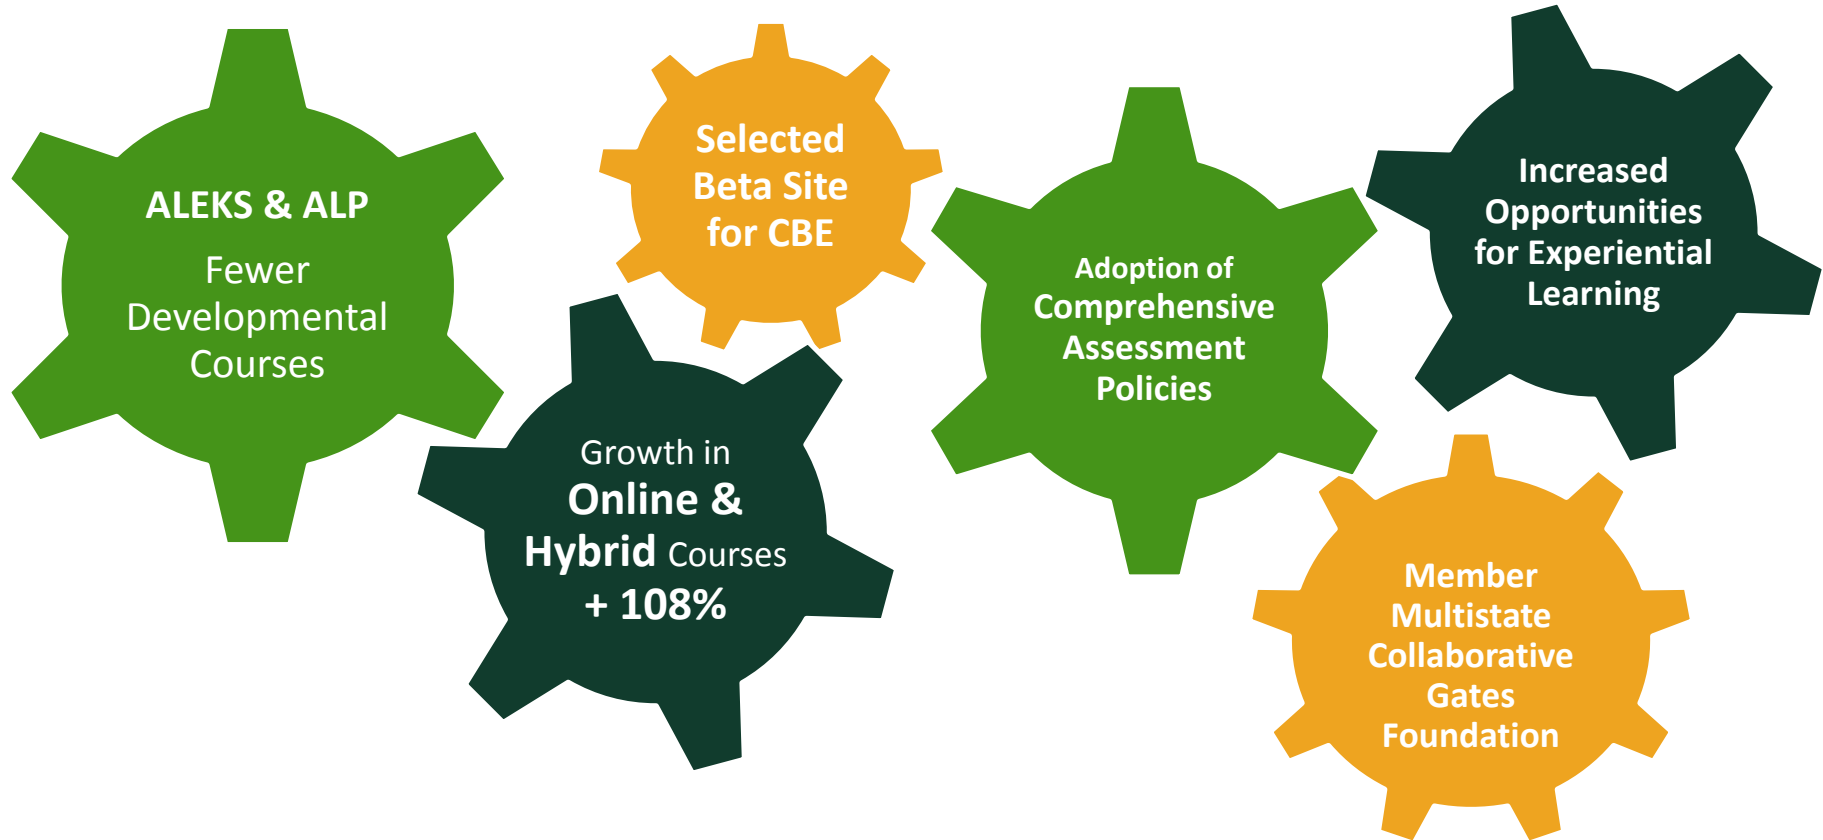 ALEKS & ALP
Fewer
Developmental
Courses
Selected
Beta Site
for CBE
Growth in
Online &
Hybrid Courses
+ 108%
Adoption of
Comprehensive
Assessment
Policies
Increased
Opportunities
for Experiential
Learning
Member
Multistate
Collaborative
Gates
Foundation